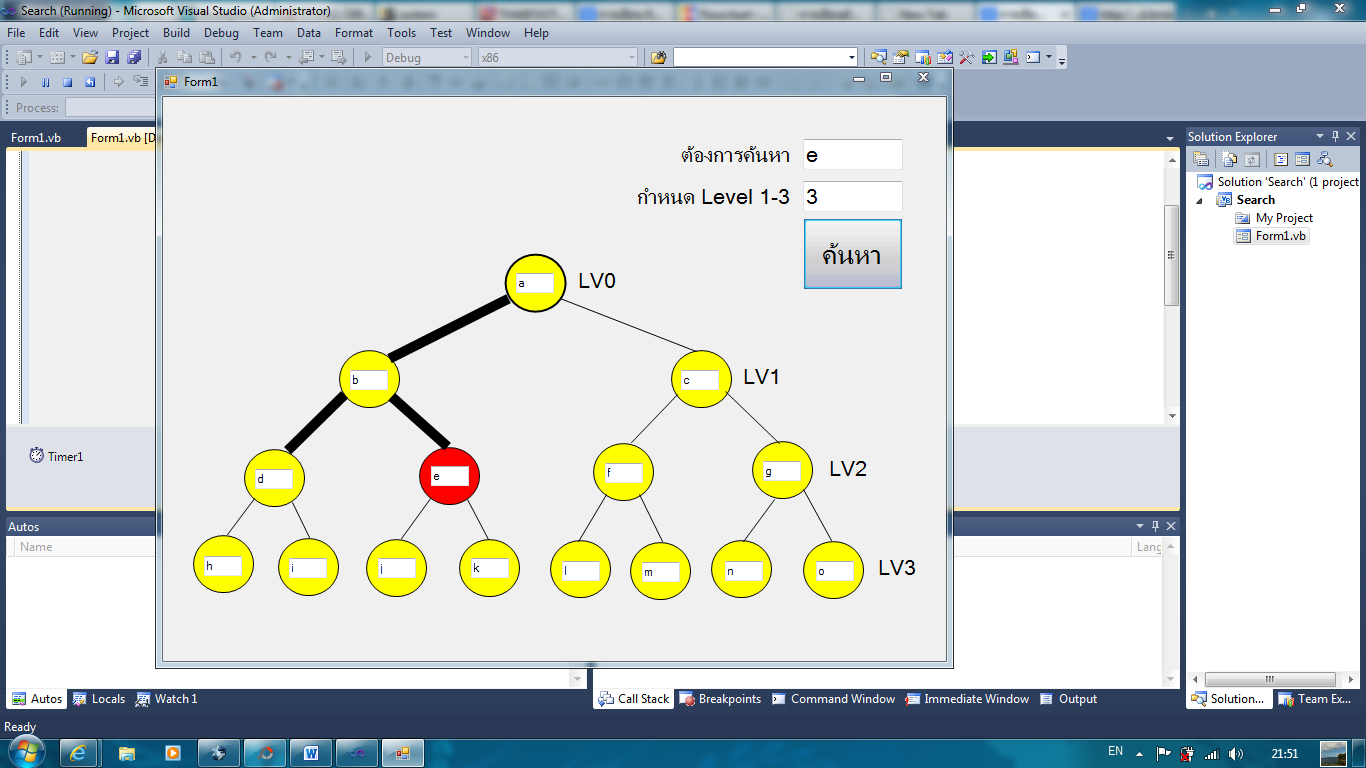 Search (Running) - Microsoft Visual Studio (Administrator)
File Edit View Project Build Debug Team Data Format Tools Test Window Help
Debug x86
Form1
Process:
Form1.vb Form1.vb [D
Solution Explorer
Solution 'Search' (1 project
Search
My Project
Form1.vb
ต้องการค้นหา e
กำหนด Level 1-3 3
ค้นหา
a LV0
b c LV1
d e f g LV2
h i j k l m n o LV3
Timer1
Autos
Name Lang
Autos Locals Watch 1
Call Stack Breakpoints Command Window Immediate Window Output
Solution... Team Ex...
Ready
EN 21:51